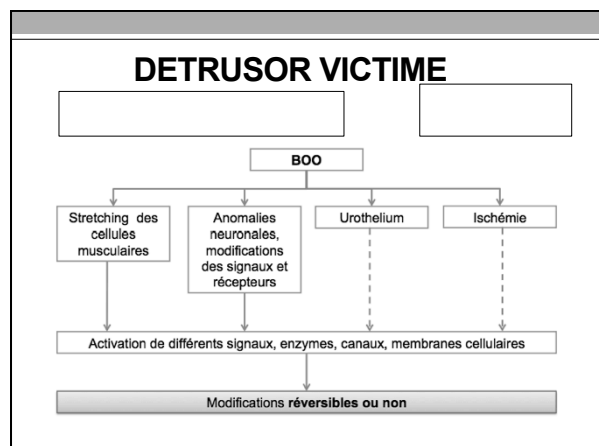 DETRUSOR VICTIME
BOO
Stretching des
cellules
musculaires
Anomalies
neuronales,
modifications
des signaux et
récepteurs
Urothelium
Ischémie
Activation de différents signaux, enzymes, canaux, membranes cellulaires
Modifications réversibles ou non